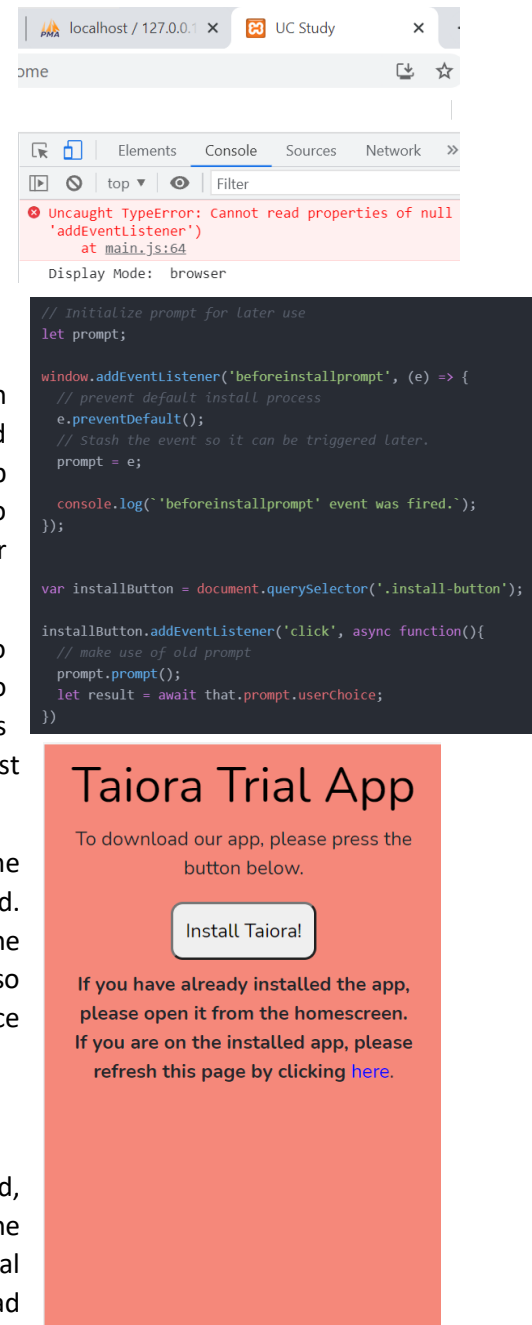 localhost / 127.0.0.1
UC Study
ome
Elements Console Sources Network
top Filter
Uncaught TypeError: Cannot read properties of null
'addEventListener')
at main.js:64
Display Mode: browser
// Initialize prompt for later use
let prompt;
window.addEventListener('beforeinstallprompt', (e) => {
// prevent default install process
e.preventDefault();
// Stash the event so it can be triggered later.
prompt = e;
console.log(`'beforeinstallprompt' event was fired.`);
});
var installButton = document.querySelector('.install-button');
installButton.addEventListener('click', async function(){
// make use of old prompt
prompt.prompt();
let result = await that.prompt.userChoice;
})
Taiora Trial App
To download our app, please press the
button below.
Install Taiora!
If you have already installed the app,
please open it from the homescreen.
If you are on the installed app, please
refresh this page by clicking here.